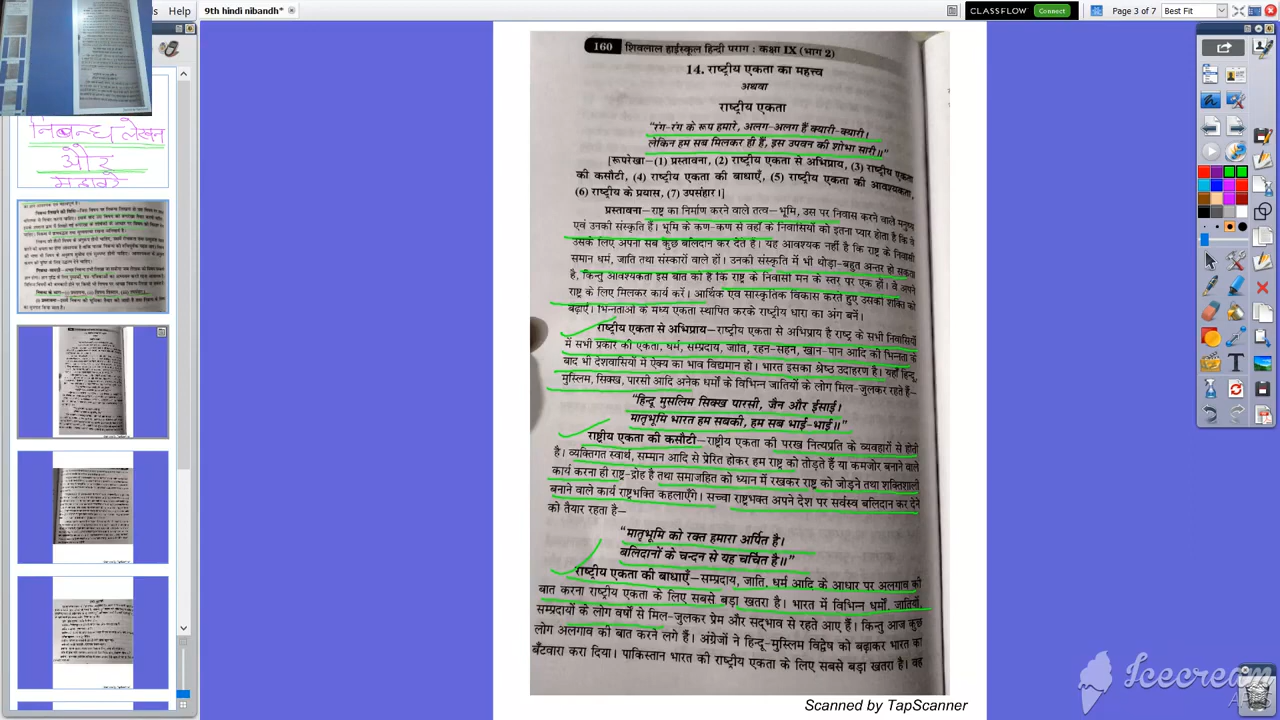 Help
9th hindi nibandh*
CLASSFLOW
Connect
Page 3 of 7
Best Fit
निबन्ध लेखन
और
160 शिवलाल हाईस्कूल हिन्दी पराग : कक्षा IX (भाग 2)
14. राष्ट्रीय एकता का महत्त्व
अथवा
राष्ट्रीय एकता
“रंग-रंग के रूप हमारे, अलग-अलग हैं क्यारी-क्यारी।
लेकिन हम सब मिलकर ही हैं, इस उपवन की शोभा सारी॥”
[रूपरेखा—(1) प्रस्तावना, (2) राष्ट्रीय एकता से अभिप्राय, (3) राष्ट्रीय एकता
की कसौटी, (4) राष्ट्रीय एकता की बाधाएँ, (5) राष्ट्रीय एकता की आवश्यकता,
(6) राष्ट्रीय के प्रयास, (7) उपसंहार।]
प्रस्तावना—राष्ट्र का निर्माण करने वाले तत्व—भूमि, उस पर निवास करने वाले मनुष्य
एवं उनकी संस्कृति हैं। भूमि के कण-कण से वहाँ के निवासियों को इतना प्यार होता है कि वे
उसके लिए अपना सब कुछ बलिदान कर देते हैं। यह आवश्यक नहीं है कि राष्ट्र के निवासी
समान धर्म, जाति तथा संस्कारों वाले हों। उनकी संस्कृति में भी थोड़ा-बहुत अन्तर हो सकता
है, किन्तु आवश्यकता इस बात की है कि राष्ट्र के निवासी मन के स्तर पर एक हों। वे अपने
राष्ट्र के लिए मिलकर कार्य करें। आर्थिक एवं सांस्कृतिक विकास करते हुए उसकी शक्ति को
बढ़ाएँ। भिन्नताओं के मध्य एकता स्थापित करके राष्ट्रीय धारा का अंग बनें।
राष्ट्रीय एकता से अभिप्राय—राष्ट्रीय एकता से अभिप्राय है राष्ट्र के सभी निवासियों
में सभी प्रकार की एकता, धर्म, सम्प्रदाय, जाति, रहन-सहन, खान-पान आदि की भिन्नता के
बाद भी देशवासियों में ऐक्य का भाव विद्यमान हो। भारत इसका श्रेष्ठ उदाहरण है। यहाँ हिन्दू,
मुस्लिम, सिक्ख, पारसी आदि अनेक धर्मों के विभिन्न जातियों के लोग मिल-जुलकर रहते हैं—
“हिन्दू मुसलिम सिक्ख पारसी, जैन और ईसाई।
मातृभूमि भारत हम सबकी, हम सब भाई-भाई॥”
राष्ट्रीय एकता की कसौटी—राष्ट्रीय एकता की परख नित्यप्रति के व्यवहारों से होती
है। व्यक्तिगत स्वार्थ, सम्मान आदि से प्रेरित होकर हम राष्ट्र को तोड़ते हैं या कमजोर बनाने वाले
कार्य करना ही राष्ट्र-द्रोह है तथा समाजहित को ध्यान में रखकर राष्ट्र को जोड़ने तथा शक्तिशाली
बनाने वाले कार्य राष्ट्रभक्ति कहलाएँगे। सच्चा राष्ट्रभक्त अपने देश पर सर्वस्व बलिदान कर देने
को तैयार रहता है—
“मातृभूमि को रक्त हमारा अर्पित है।
बलिदानों के चन्दन से यह चर्चित है॥”
राष्ट्रीय एकता की बाधाएँ—सम्प्रदाय, जाति, धर्म आदि के आधार पर अलगाव की
बात करना राष्ट्रीय एकता के लिए सबसे बड़ा खतरा है। भारत में विभिन्न धर्मों, जातियों,
सम्प्रदायों के लोग वर्षों से मिल-जुलकर प्रेम और सद्भाव से रहते आए हैं। किन्तु आज कुछ
लोग अलगाव की बात करने लगे हैं। अंग्रेजों ने हिन्दू-मुस्लिम विद्वेष को बढ़ाकर भारत का
बँटवारा करा दिया। पाकिस्तान भारत की राष्ट्रीय एकता के लिए सबसे बड़ा खतरा है। वह
Scanned by TapScanner
Icecream
APPS